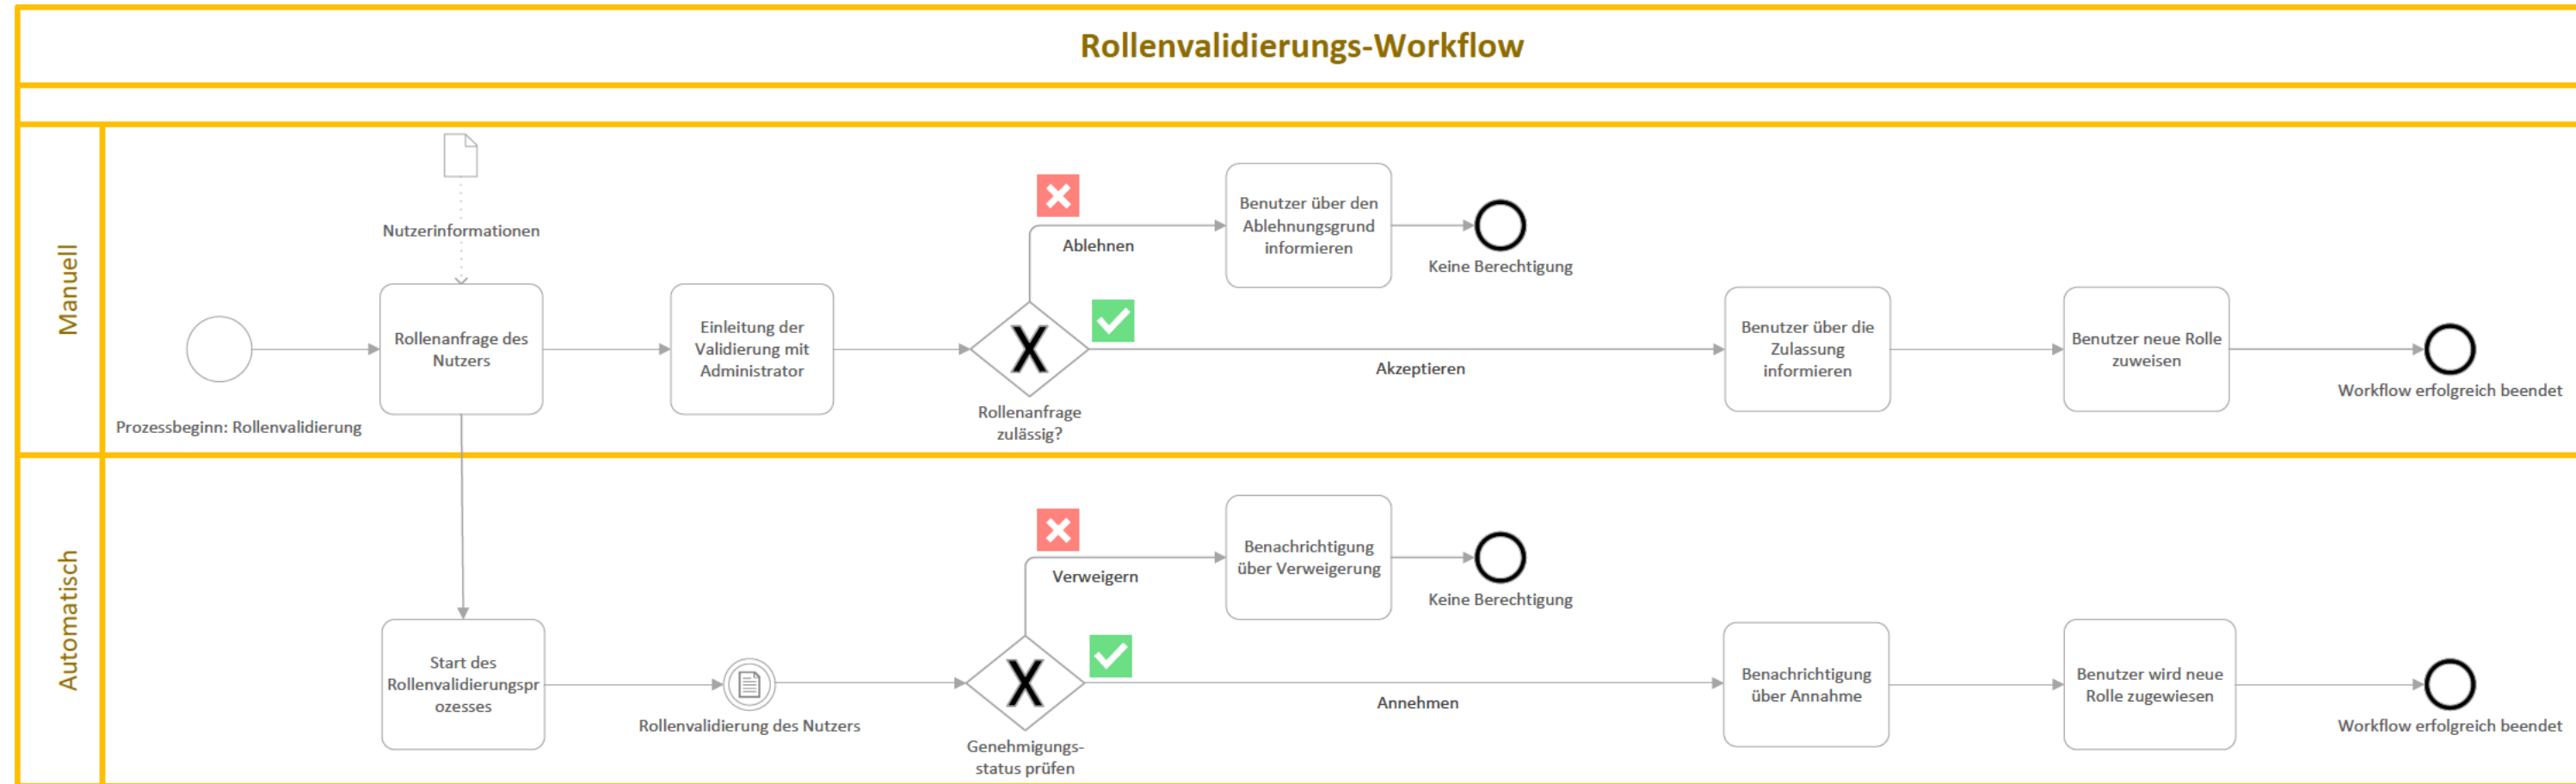 Rollenvalidierungs-Workflow
Manuell
Nutzerinformationen
Prozessbeginn: Rollenvalidierung
Rollenanfrage des
Nutzers
Einleitung der
Validierung mit
Administrator
X
Rollenanfrage
zulässig?
Ablehnen
Benutzer über den
Ablehnungsgrund
informieren
Keine Berechtigung
Akzeptieren
Benutzer über die
Zulassung
informieren
Benutzer neue Rolle
zuweisen
Workflow erfolgreich beendet
Automatisch
Start des
Rollenvalidierungspr
ozesses
Rollenvalidierung des Nutzers
X
Genehmigungs-
status prüfen
Verweigern
Benachrichtigung
über Verweigerung
Keine Berechtigung
Annehmen
Benachrichtigung
über Annahme
Benutzer wird neue
Rolle zugewiesen
Workflow erfolgreich beendet